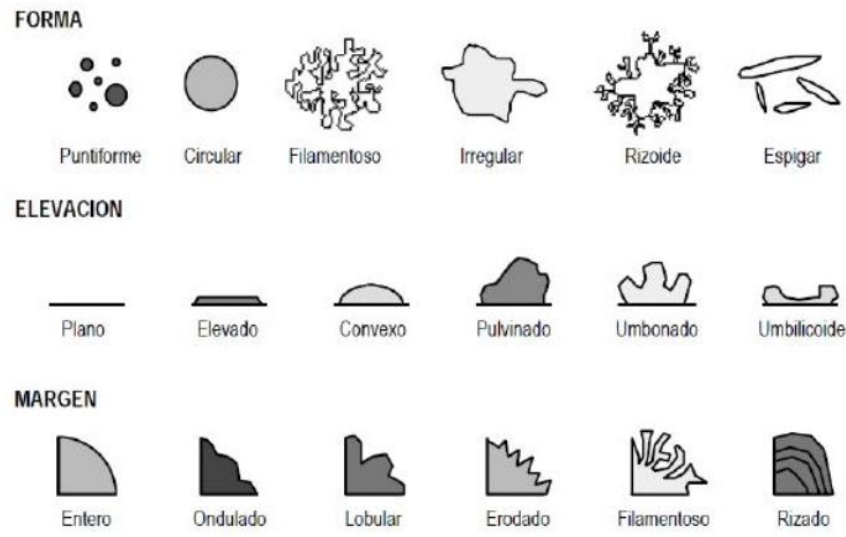 FORMA
Puntiforme Circular Filamentoso Irregular Rizoide Espigar
ELEVACION
Plano Elevado Convexo Pulvinado Umbonado Umbilicoide
MARGEN
Entero Ondulado Lobular Erodado Filamentoso Rizado